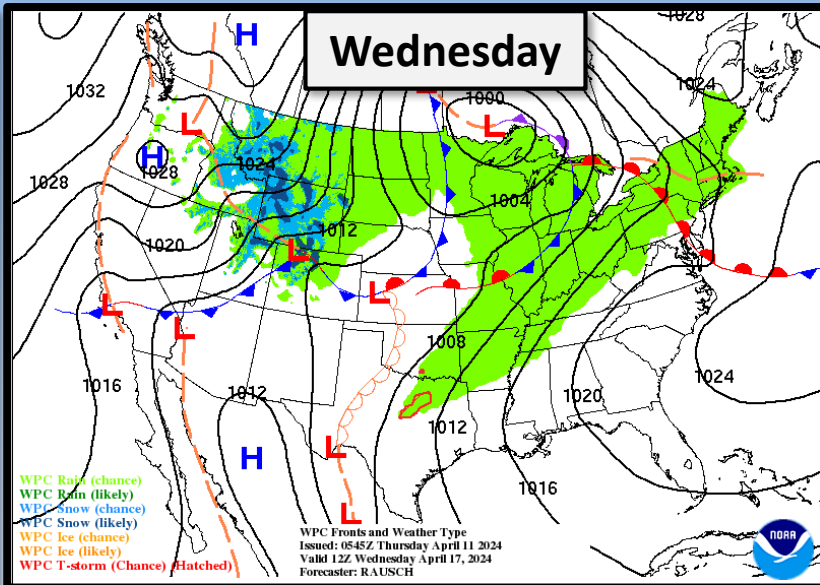 Wednesday
H
1028
1032
1000
1024
L
L
L
H
1028
1024
1028
1004
1020
1012
L
L
L
L
1008
1016
1012
1020
1024
1012
H
L
1016
L
WPC Rain (chance)
WPC Rain (likely)
WPC Snow (chance)
WPC Snow (likely)
WPC Ice (chance)
WPC Ice (likely)
WPC T-storm (Chance) (Hatched)
WPC Fronts and Weather Type
Issued: 0545Z Thursday April 11 2024
Valid 12Z Wednesday April 17, 2024
Forecaster: RAUSCH
NOAA